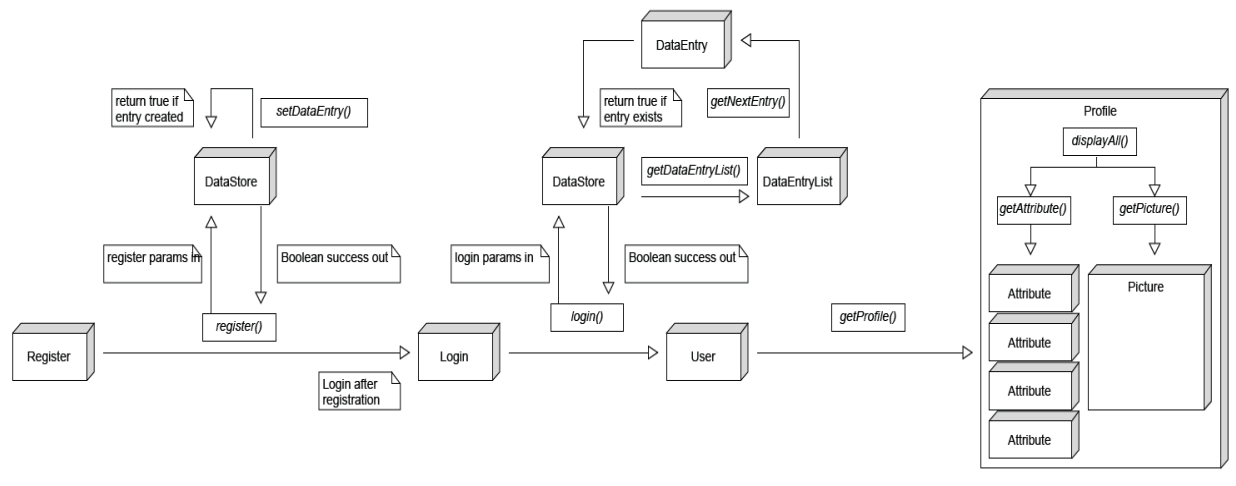 DataEntry
return true if
entry created
setDataEntry()
return true if
entry exists
getNextEntry()
Profile
displayAll()
DataStore
DataStore
getDataEntryList()
DataEntryList
getAttribute()
getPicture()
register params in
Boolean success out
login params in
Boolean success out
Attribute
Picture
register()
login()
getProfile()
Attribute
Register
Login
User
Login after
registration
Attribute
Attribute